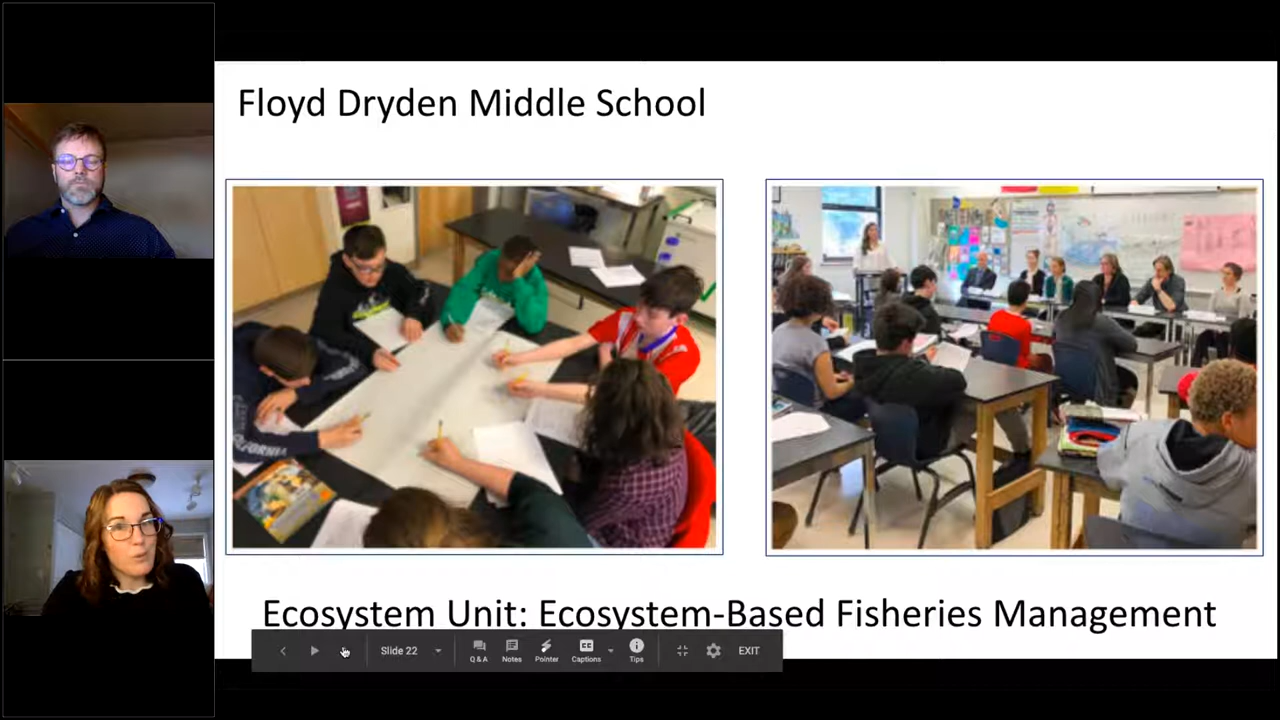 Floyd Dryden Middle School
Ecosystem Unit: Ecosystem-Based Fisheries Management
Slide 22
Q & A
Notes
Pointer
Captions
Tips
EXIT